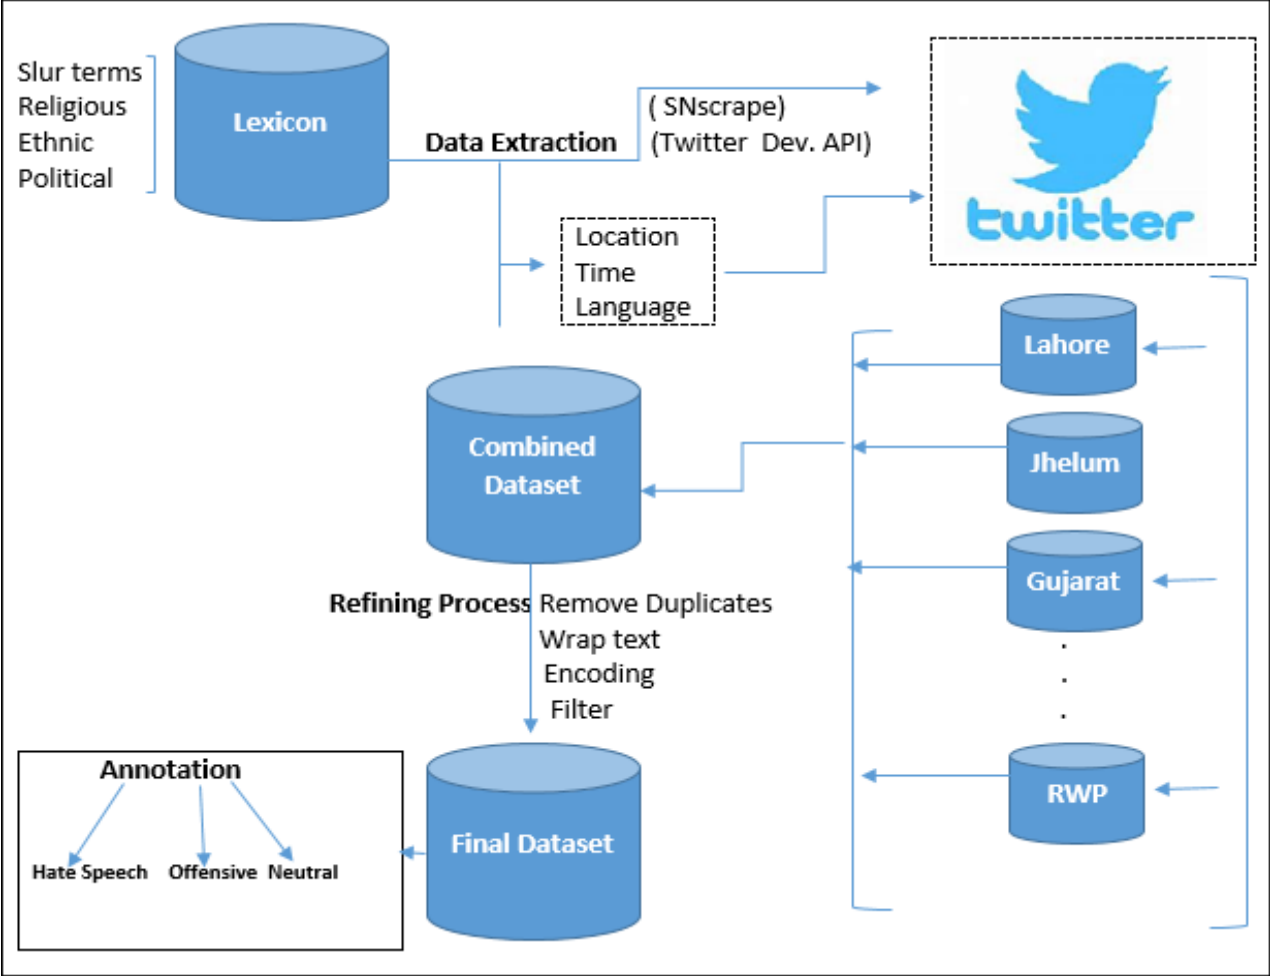 Slur terms
Religious
Ethnic
Political
Lexicon
Data Extraction
( SNscrape)
(Twitter Dev. API)
twitter
Location
Time
Language
Lahore
Jhelum
Gujarat
.
.
.
RWP
Combined
Dataset
Refining Process Remove Duplicates
Wrap text
Encoding
Filter
Final Dataset
Annotation
Hate Speech Offensive Neutral